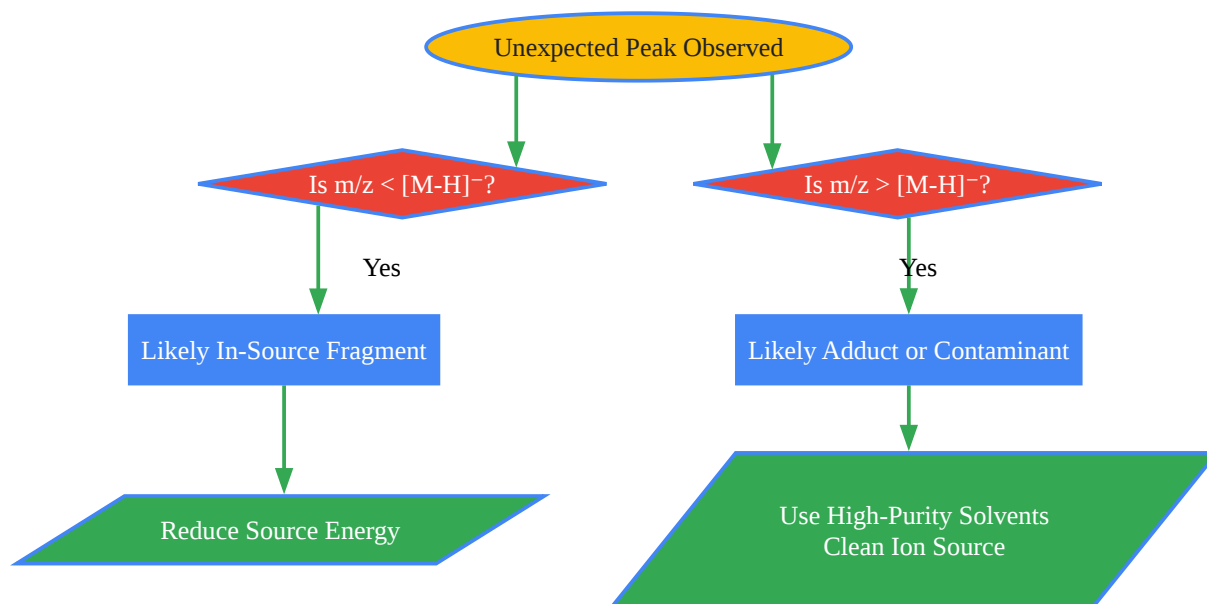 Unexpected Peak Observed
Is m/z < [M-H]⁻?
Is m/z > [M-H]⁻?
Yes
Yes
Likely In-Source Fragment
Likely Adduct or Contaminant
Reduce Source Energy
Use High-Purity Solvents
Clean Ion Source